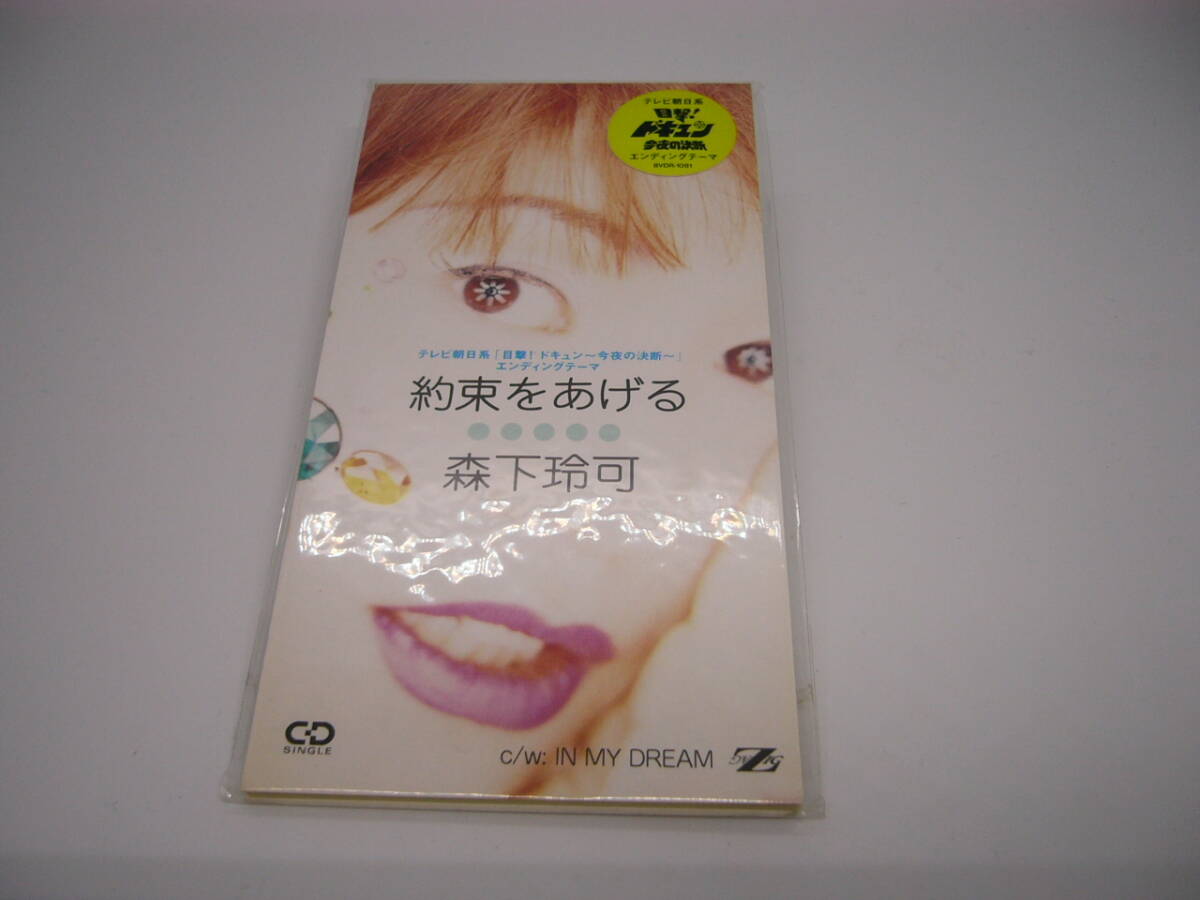 テレビ朝日系
目撃!
ドキュン
今夜の決断
エンディングテーマ
8VDR-1081
テレビ朝日系「目撃!ドキュン〜今夜の決断〜」
エンディングテーマ
約束をあげる
森下玲可
CD
SINGLE
c/w: IN MY DREAM